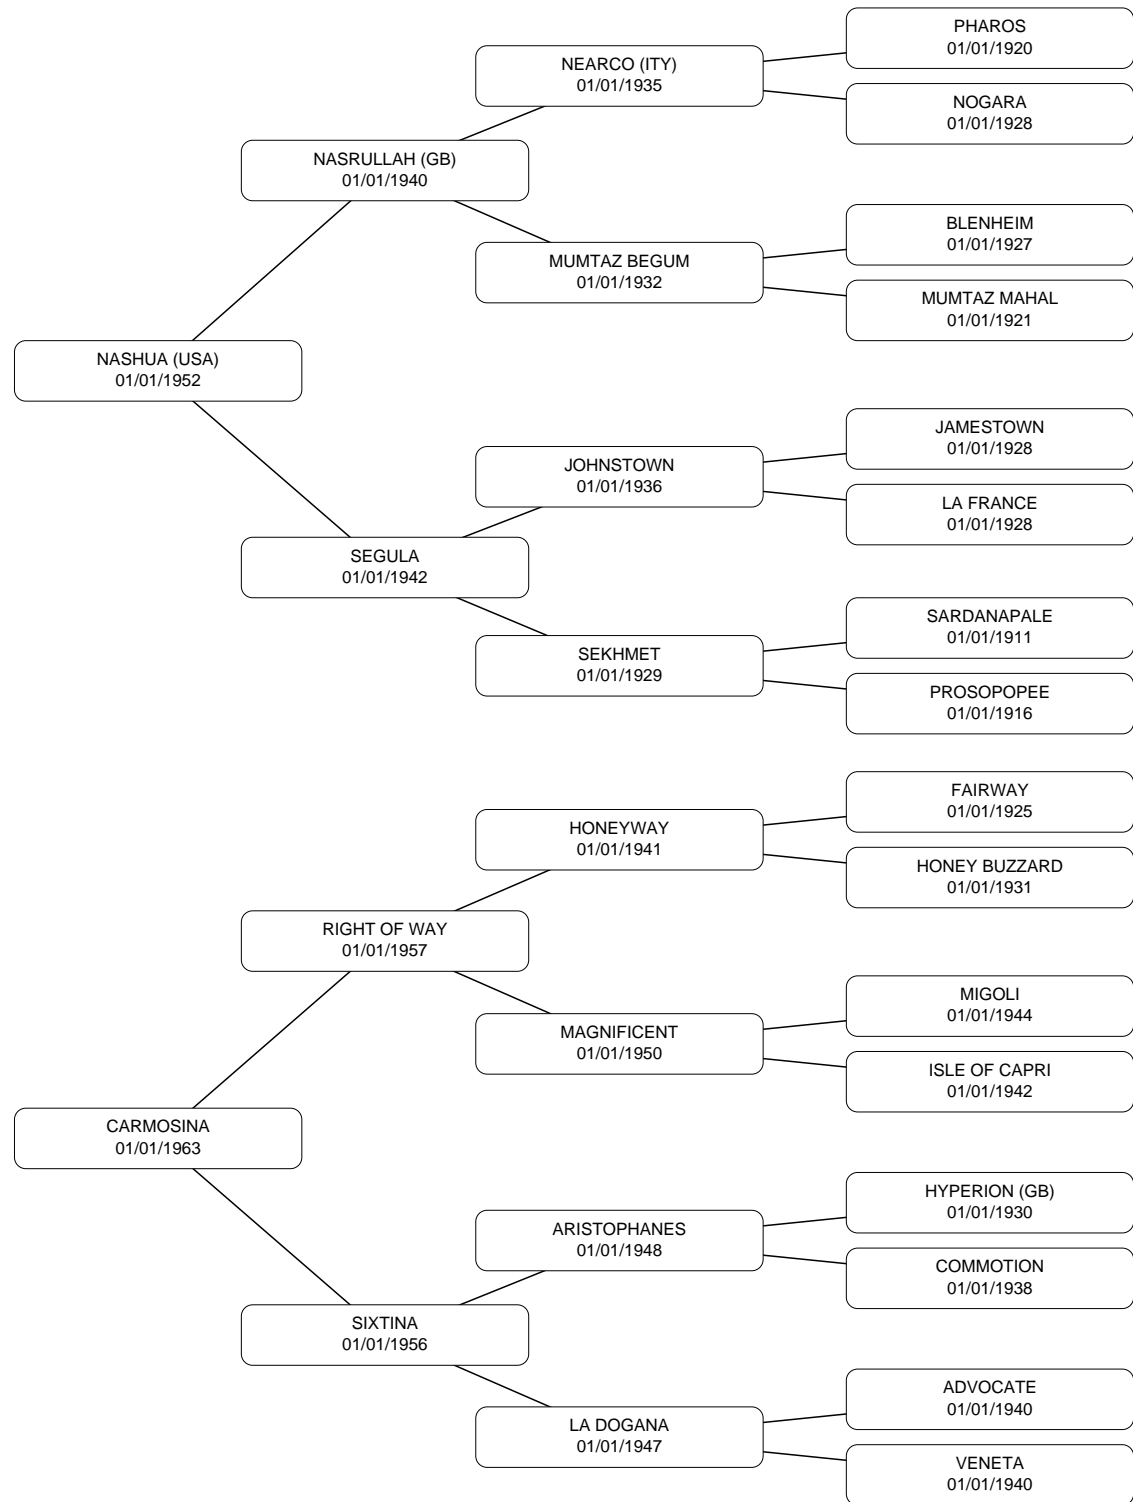 PHAROS
01/01/1920
NEARCO (ITY)
01/01/1935
NOGARA
01/01/1928
NASRULLAH (GB)
01/01/1940
BLENHEIM
01/01/1927
MUMTAZ BEGUM
01/01/1932
MUMTAZ MAHAL
01/01/1921
NASHUA (USA)
01/01/1952
JAMESTOWN
01/01/1928
JOHNSTOWN
01/01/1936
LA FRANCE
01/01/1928
SEGULA
01/01/1942
SARDANAPALE
01/01/1911
SEKHMET
01/01/1929
PROSOPOPEE
01/01/1916
FAIRWAY
01/01/1925
HONEYWAY
01/01/1941
HONEY BUZZARD
01/01/1931
RIGHT OF WAY
01/01/1957
MIGOLI
01/01/1944
MAGNIFICENT
01/01/1950
ISLE OF CAPRI
01/01/1942
CARMOSINA
01/01/1963
HYPERION (GB)
01/01/1930
ARISTOPHANES
01/01/1948
COMMOTION
01/01/1938
SIXTINA
01/01/1956
ADVOCATE
01/01/1940
LA DOGANA
01/01/1947
VENETA
01/01/1940